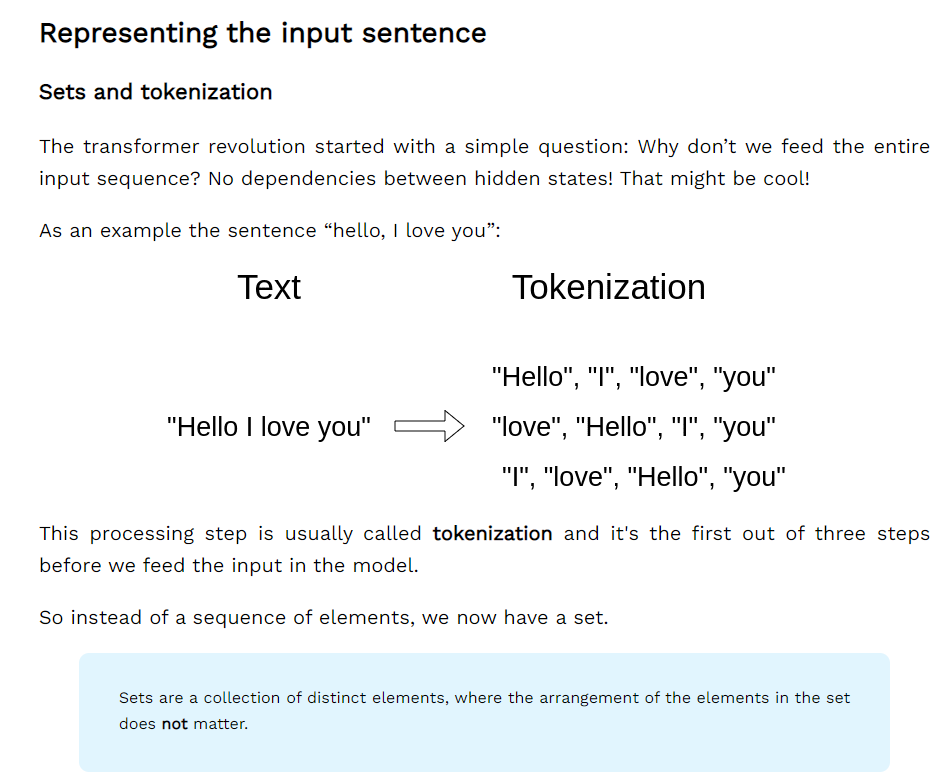 Representing the input sentence
Sets and tokenization
The transformer revolution started with a simple question: Why don’t we feed the entire
input sequence? No dependencies between hidden states! That might be cool!
As an example the sentence “hello, I love you”:
Text
Tokenization
"Hello I love you"
"Hello", "I", "love", "you"
"love", "Hello", "I", "you"
"I", "love", "Hello", "you"
This processing step is usually called tokenization and it's the first out of three steps
before we feed the input in the model.
So instead of a sequence of elements, we now have a set.
Sets are a collection of distinct elements, where the arrangement of the elements in the set
does not matter.